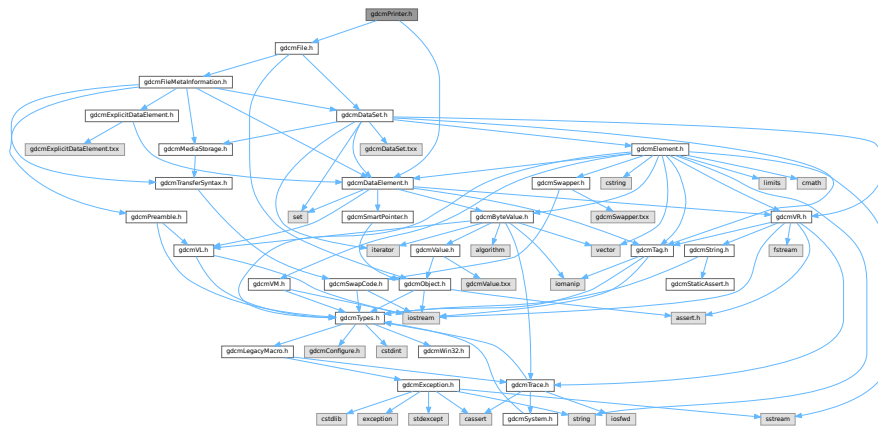 gdcmPrinter.h
gdcmFile.h
gdcmFileMetaInformation.h
gdcmExplicitDataElement.h
gdcmDataSet.h
gdcmExplicitDataElement.txx
gdcmMediaStorage.h
gdcmDataSet.txx
gdcmElement.h
gdcmTransferSyntax.h
gdcmDataElement.h
gdcmSwapper.h
cstring
limits
cmath
gdcmPreamble.h
set
gdcmSmartPointer.h
gdcmByteValue.h
gdcmSwapper.txx
gdcmVR.h
gdcmVL.h
iterator
gdcmValue.h
algorithm
vector
gdcmTag.h
gdcmString.h
fstream
gdcmVM.h
gdcmSwapCode.h
gdcmObject.h
gdcmValue.txx
iomanip
gdcmStaticAssert.h
gdcmTypes.h
iostream
assert.h
gdcmLegacyMacro.h
gdcmConfigure.h
cstdint
gdcmWin32.h
gdcmException.h
gdcmTrace.h
cstdlib
exception
stdexcept
cassert
gdcmSystem.h
string
iosfwd
sstream